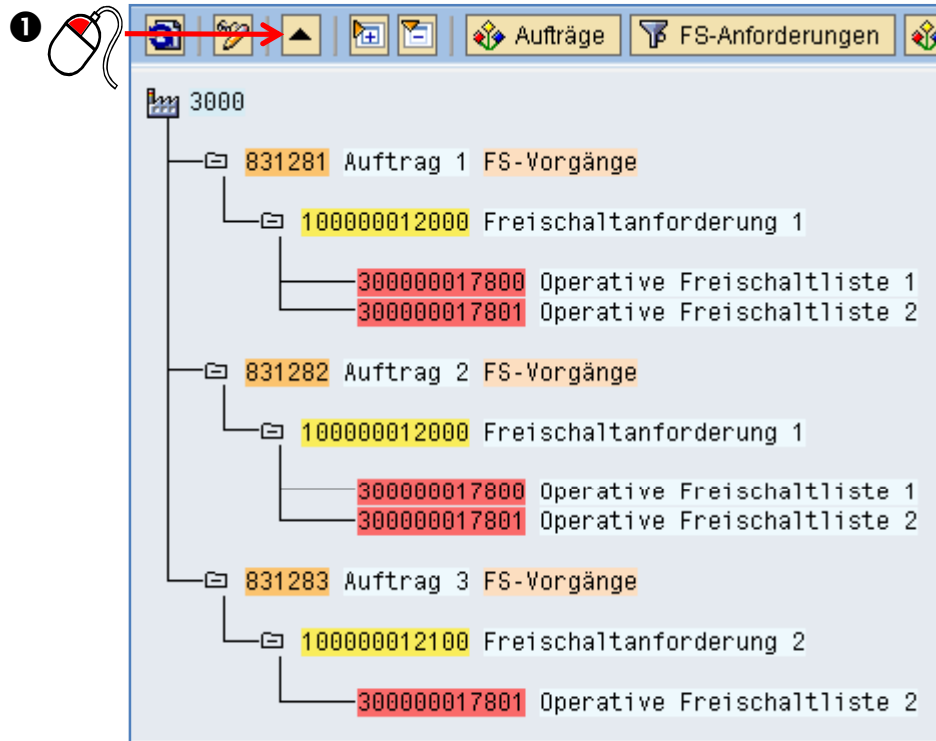 ❶ Aufträge FS-Anforderungen
3000
831281 Auftrag 1 FS-Vorgänge
100000012000 Freischaltanforderung 1
300000017800 Operative Freischaltliste 1
300000017801 Operative Freischaltliste 2
831282 Auftrag 2 FS-Vorgänge
100000012000 Freischaltanforderung 1
300000017800 Operative Freischaltliste 1
300000017801 Operative Freischaltliste 2
831283 Auftrag 3 FS-Vorgänge
100000012100 Freischaltanforderung 2
300000017801 Operative Freischaltliste 2